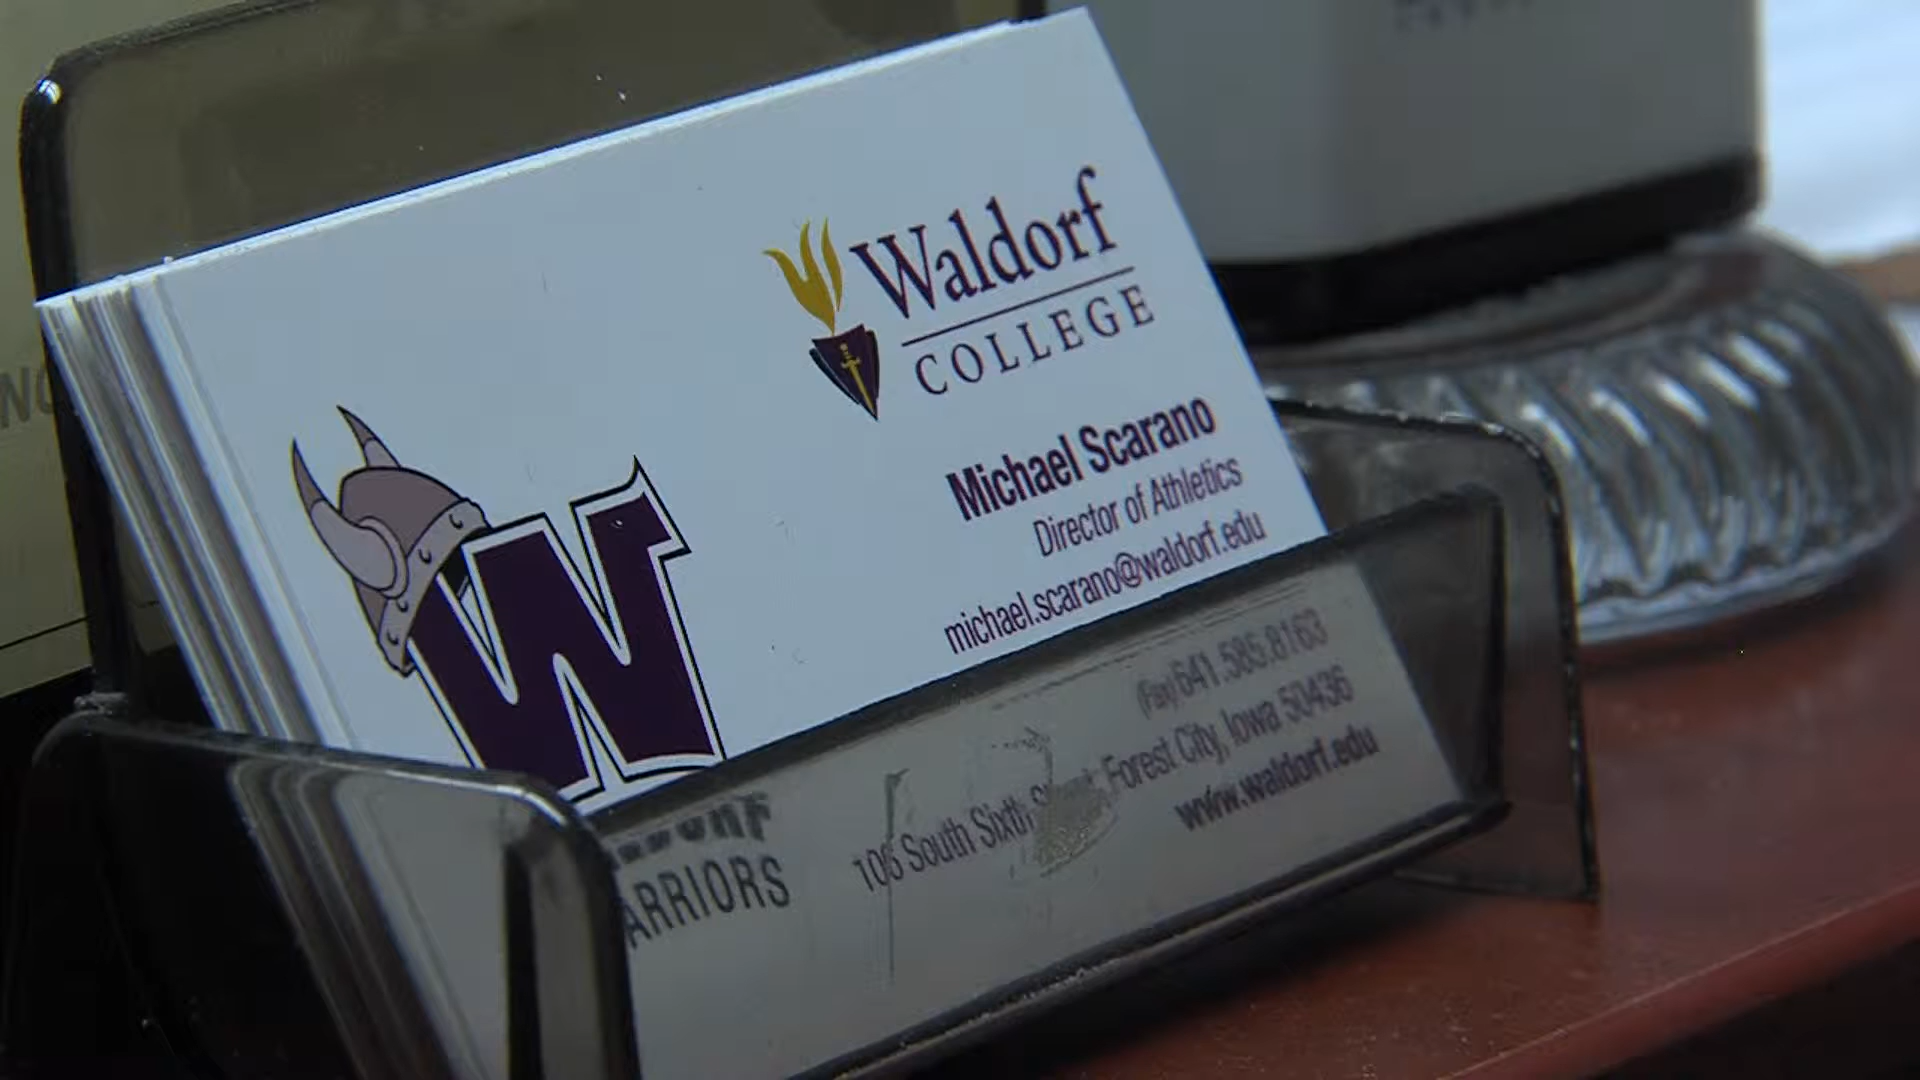 Waldorf
COLLEGE
Michael Scarano
Director of Athletics
michael.scarano@waldorf.edu
(Fax) 641.585.8163
106 South Sixth Street, Forest City, Iowa 50436
www.waldorf.edu
W
ARRIORS